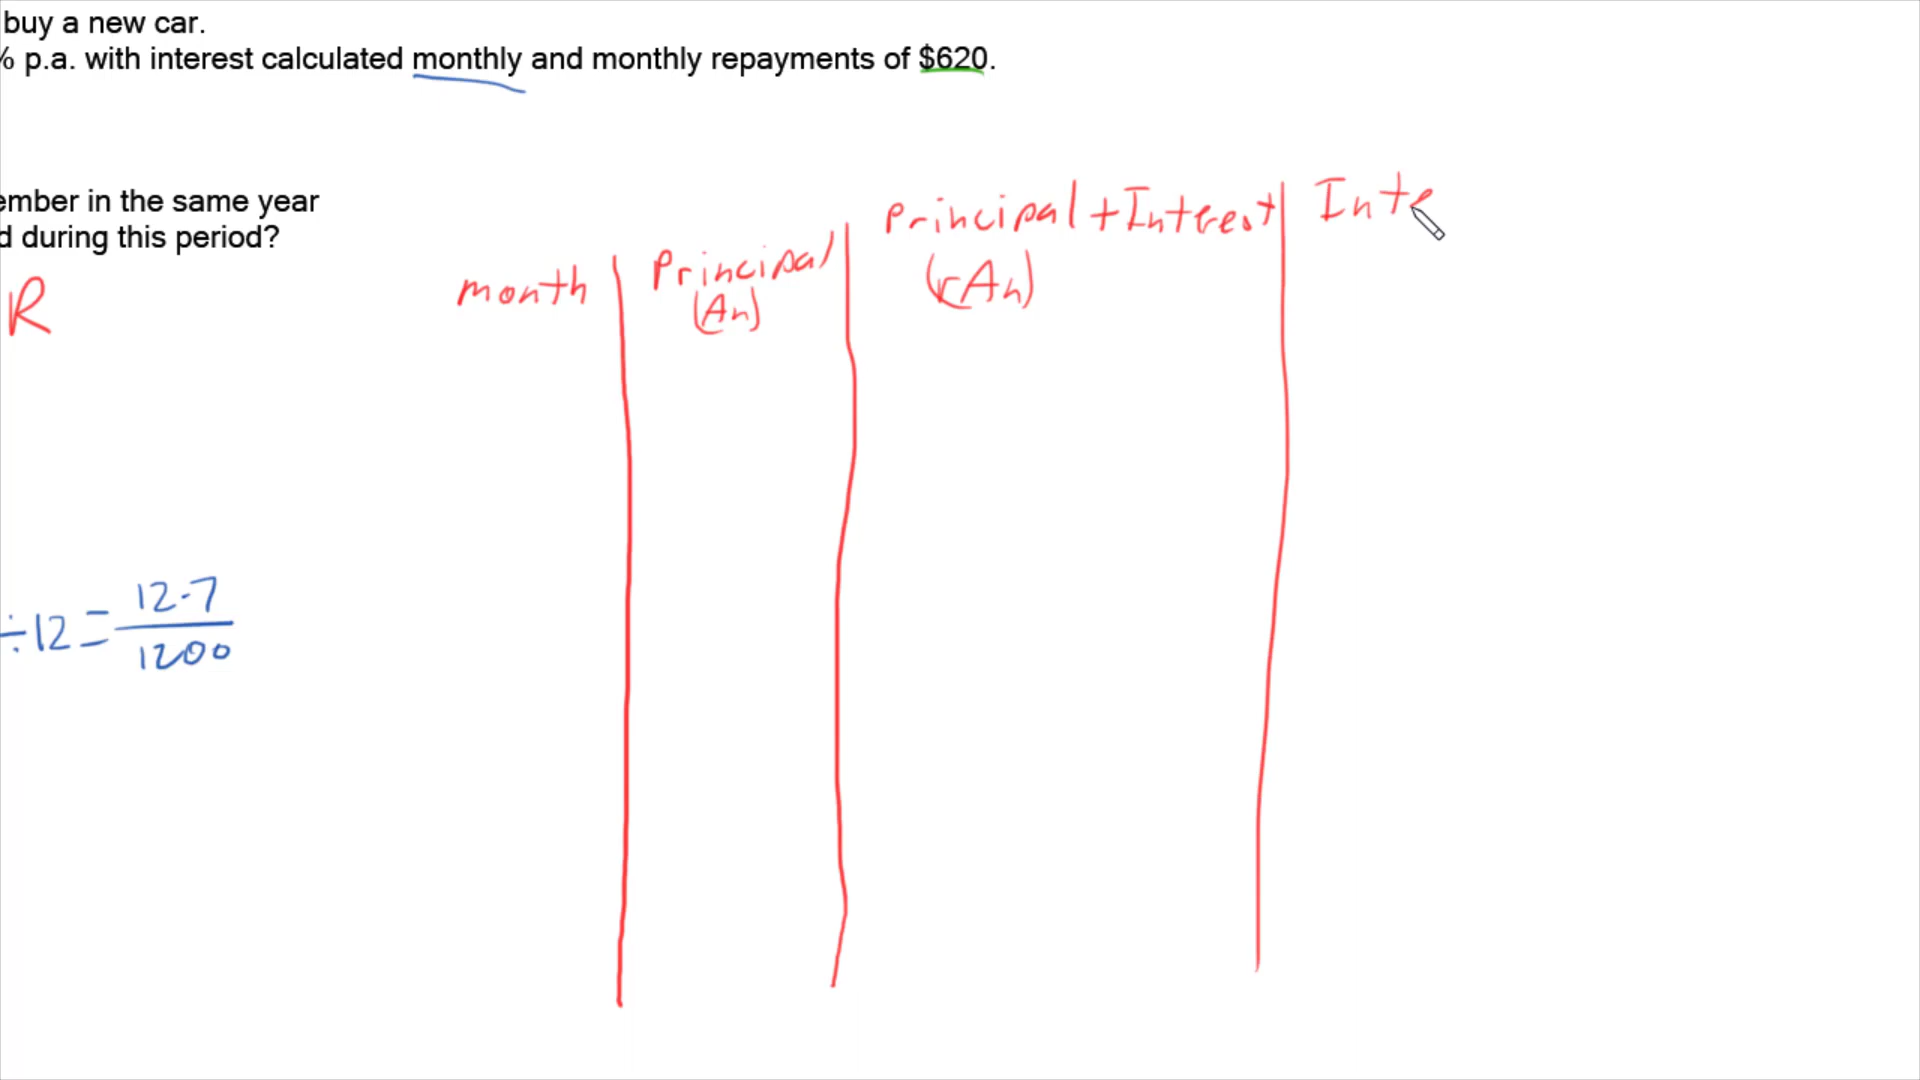 buy a new car.
% p.a. with interest calculated monthly and monthly repayments of $620.
ember in the same year
d during this period?
R
month
Principal
(An)
Principal + Interest
(rAn)
Inte
÷12 = 12.7
1200